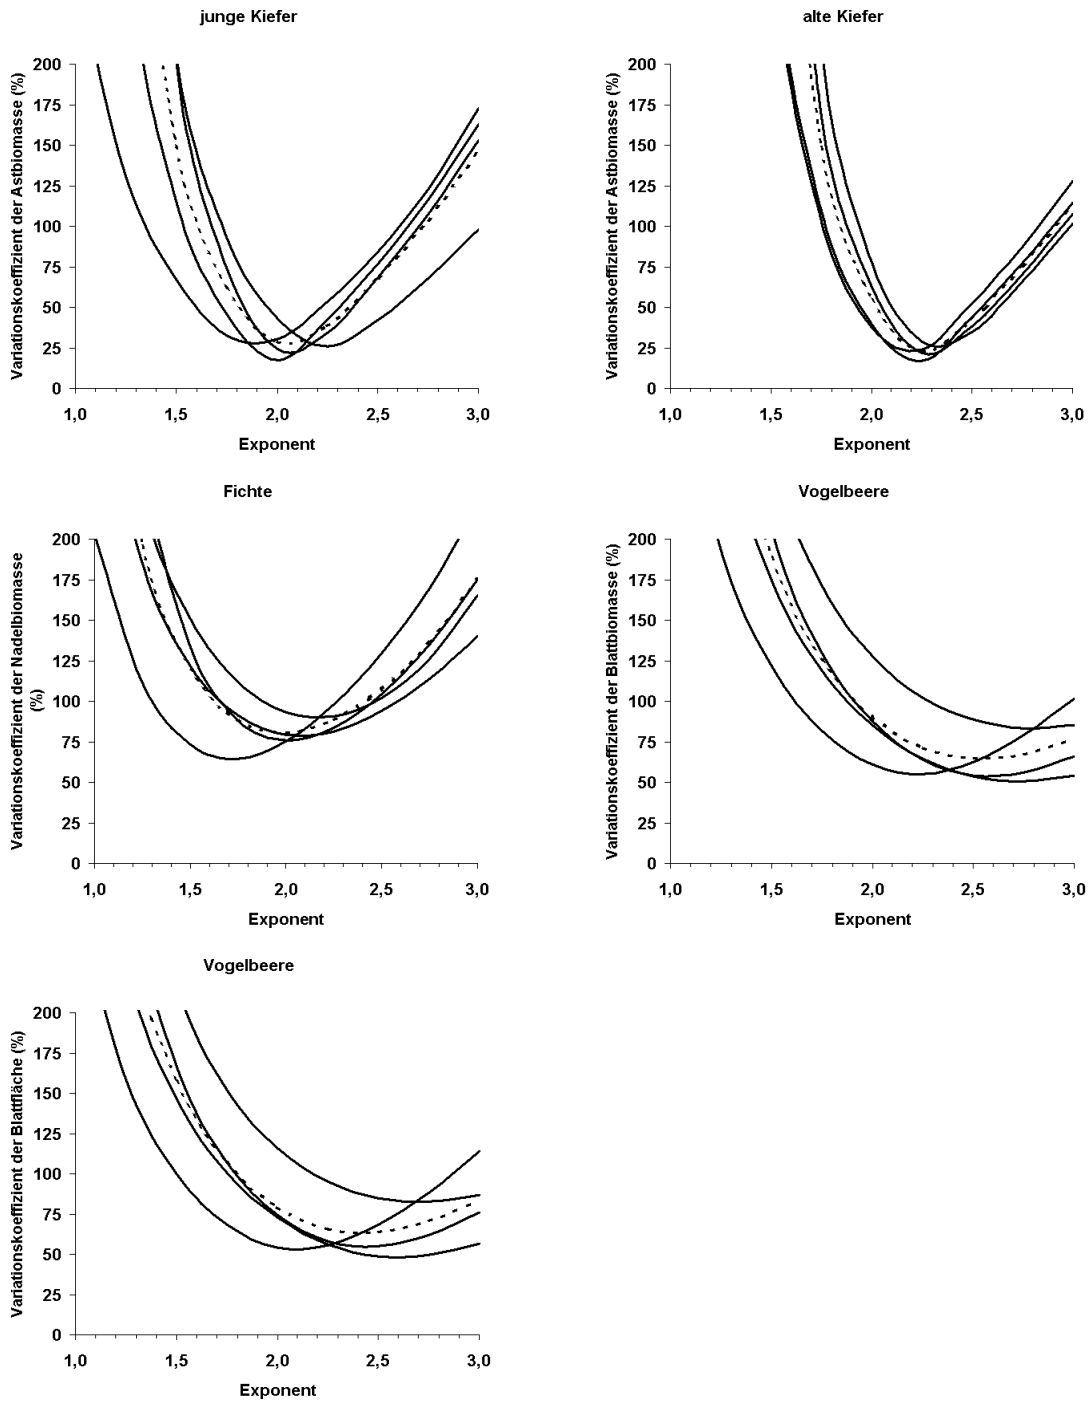 junge Kiefer
Variationskoeffizient der Astbiomasse (%)
200
175
150
125
100
75
50
25
0
1,0 1,5 2,0 2,5 3,0
Exponent
alte Kiefer
Variationskoeffizient der Astbiomasse (%)
200
175
150
125
100
75
50
25
0
1,0 1,5 2,0 2,5 3,0
Exponent
Fichte
Variationskoeffizient der Nadelbiomasse
(%)
200
175
150
125
100
75
50
25
0
1,0 1,5 2,0 2,5 3,0
Exponent
Vogelbeere
Variationskoeffizient der Blattbiomasse (%)
200
175
150
125
100
75
50
25
0
1,0 1,5 2,0 2,5 3,0
Exponent
Vogelbeere
Variationskoeffizient der Blattfläche (%)
200
175
150
125
100
75
50
25
0
1,0 1,5 2,0 2,5 3,0
Exponent